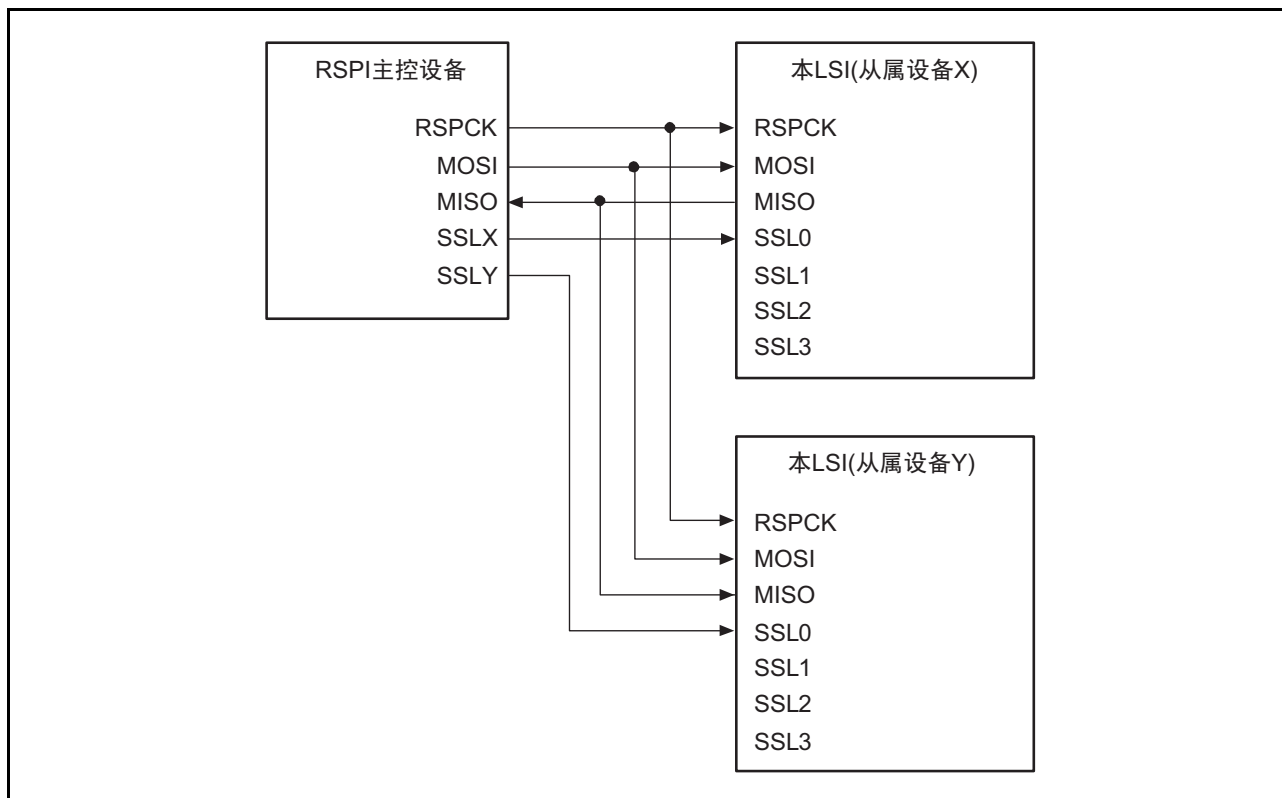 RSPI主控设备
RSPCK
MOSI
MISO
SSLX
SSLY
本LSI(从属设备X)
RSPCK
MOSI
MISO
SSL0
SSL1
SSL2
SSL3
本LSI(从属设备Y)
RSPCK
MOSI
MISO
SSL0
SSL1
SSL2
SSL3